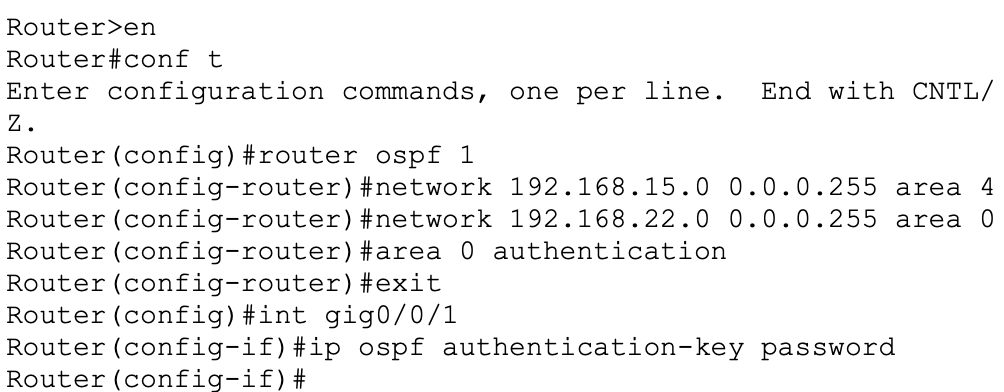 Router>en
Router#conf t
Enter configuration commands, one per line.  End with CNTL/
Z.
Router(config)#router ospf 1
Router(config-router)#network 192.168.15.0 0.0.0.255 area 4
Router(config-router)#network 192.168.22.0 0.0.0.255 area 0
Router(config-router)#area 0 authentication
Router(config-router)#exit
Router(config)#int gig0/0/1
Router(config-if)#ip ospf authentication-key password
Router(config-if)#